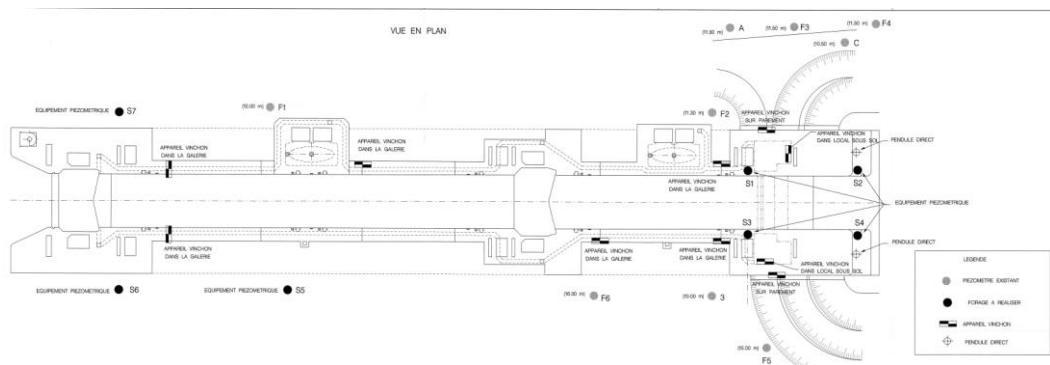 VUE EN PLAN
(11.50 m) A
(11.50 m) F3
(11.50 m) F4
(10.50 m) C
EQUIPEMENT PIEZOMETRIQUE S7
(10.00 m) F1
(11.30 m) F2
APPAREIL VINCHON
SUR PAREMENT
APPAREIL VINCHON
DANS LOCAL SOUS SOL
PENDULE DIRECT
APPAREIL VINCHON
DANS LA GALERIE
APPAREIL VINCHON
DANS LA GALERIE
APPAREIL VINCHON
DANS LA GALERIE
S1
S2
EQUIPEMENT PIEZOMETRIQUE
S3
S4
APPAREIL VINCHON
DANS LA GALERIE
APPAREIL VINCHON
DANS LA GALERIE
APPAREIL VINCHON
DANS LA GALERIE
APPAREIL VINCHON
DANS LOCAL SOUS SOL
PENDULE DIRECT
APPAREIL VINCHON
SUR PAREMENT
EQUIPEMENT PIEZOMETRIQUE S6
EQUIPEMENT PIEZOMETRIQUE S5
F6
(10.00 m) 3
F5
LEGENDE
PIEZOMETRE EXISTANT
FORAGE A REALISER
APPAREIL VINCHON
PENDULE DIRECT